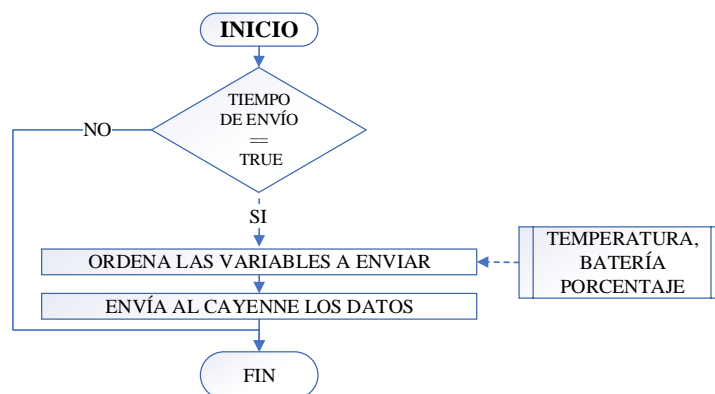 INICIO
TIEMPO
DE ENVÍO
==
TRUE
NO
SI
ORDENA LAS VARIABLES A ENVIAR
TEMPERATURA,
BATERÍA
PORCENTAJE
ENVÍA AL CAYENNE LOS DATOS
FIN